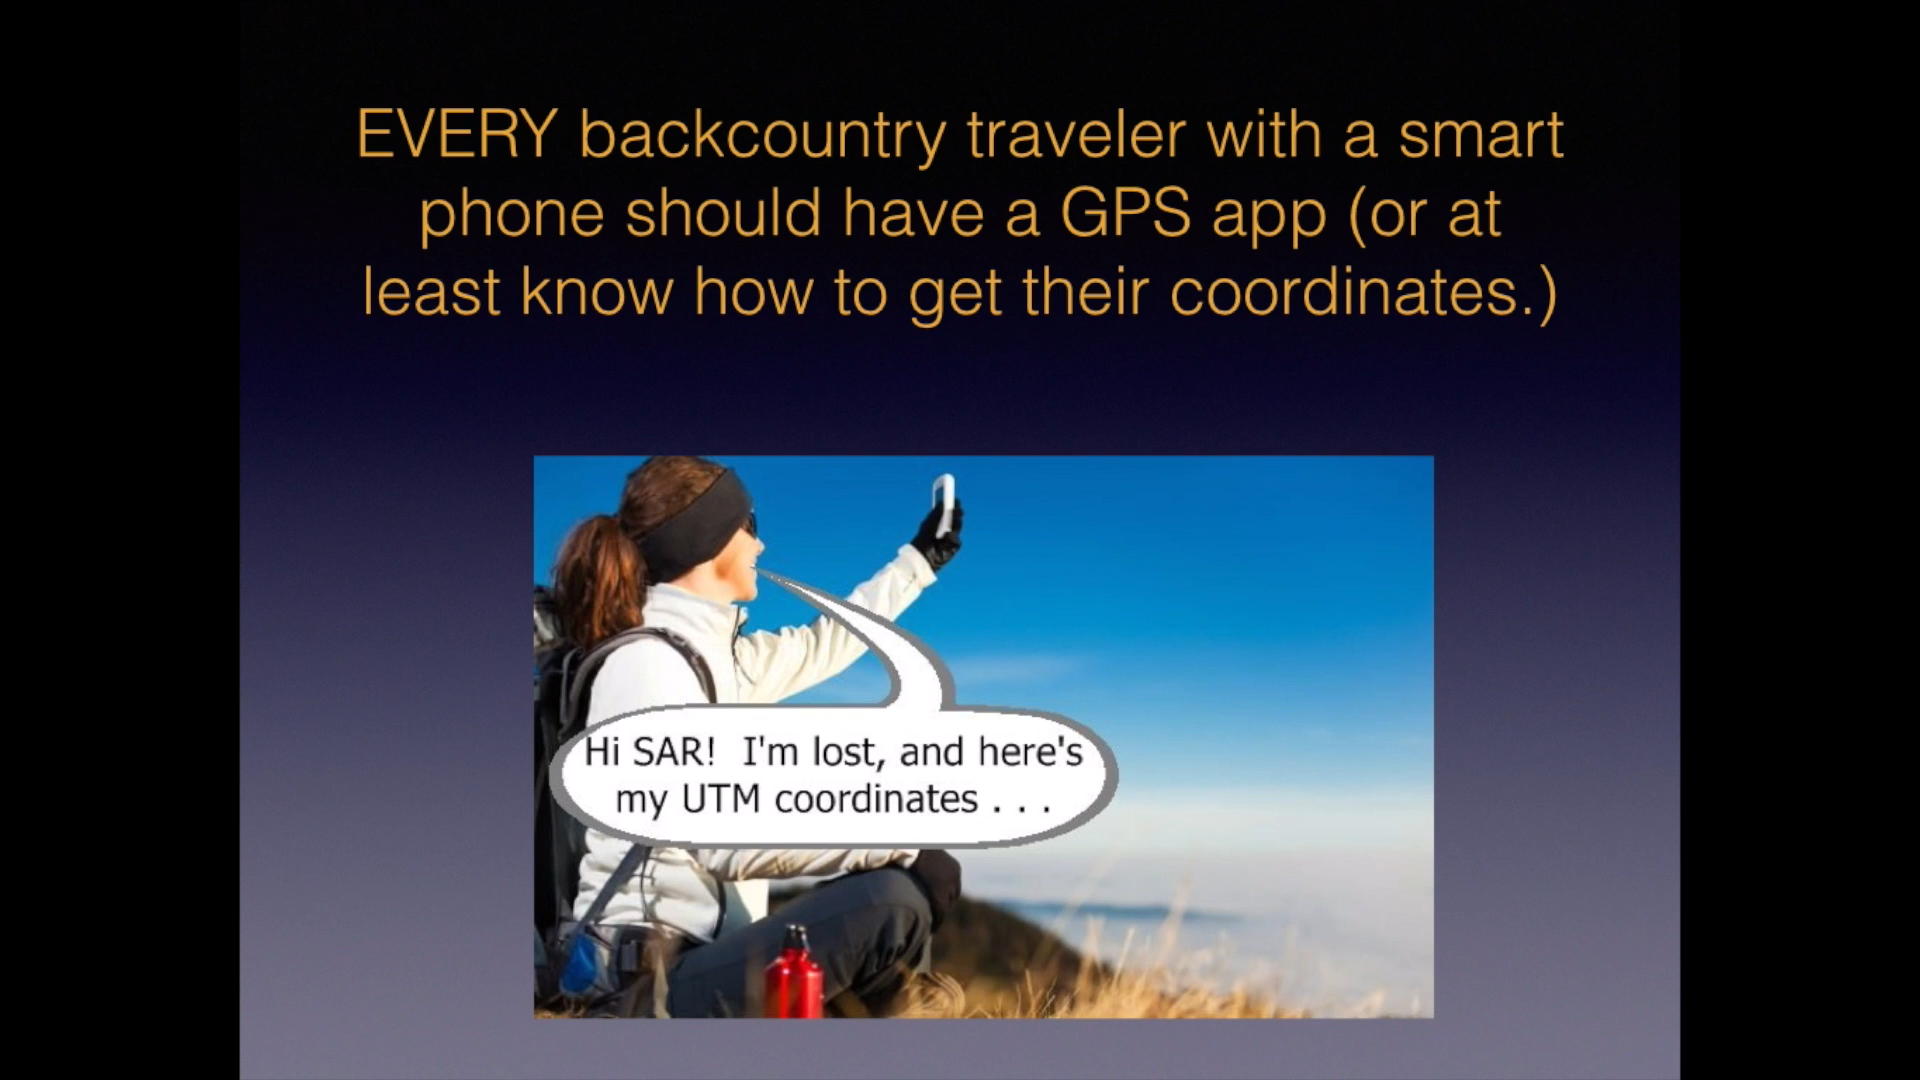 EVERY backcountry traveler with a smart
phone should have a GPS app (or at
least know how to get their coordinates.)
Hi SAR!  I'm lost, and here's
my UTM coordinates . . .